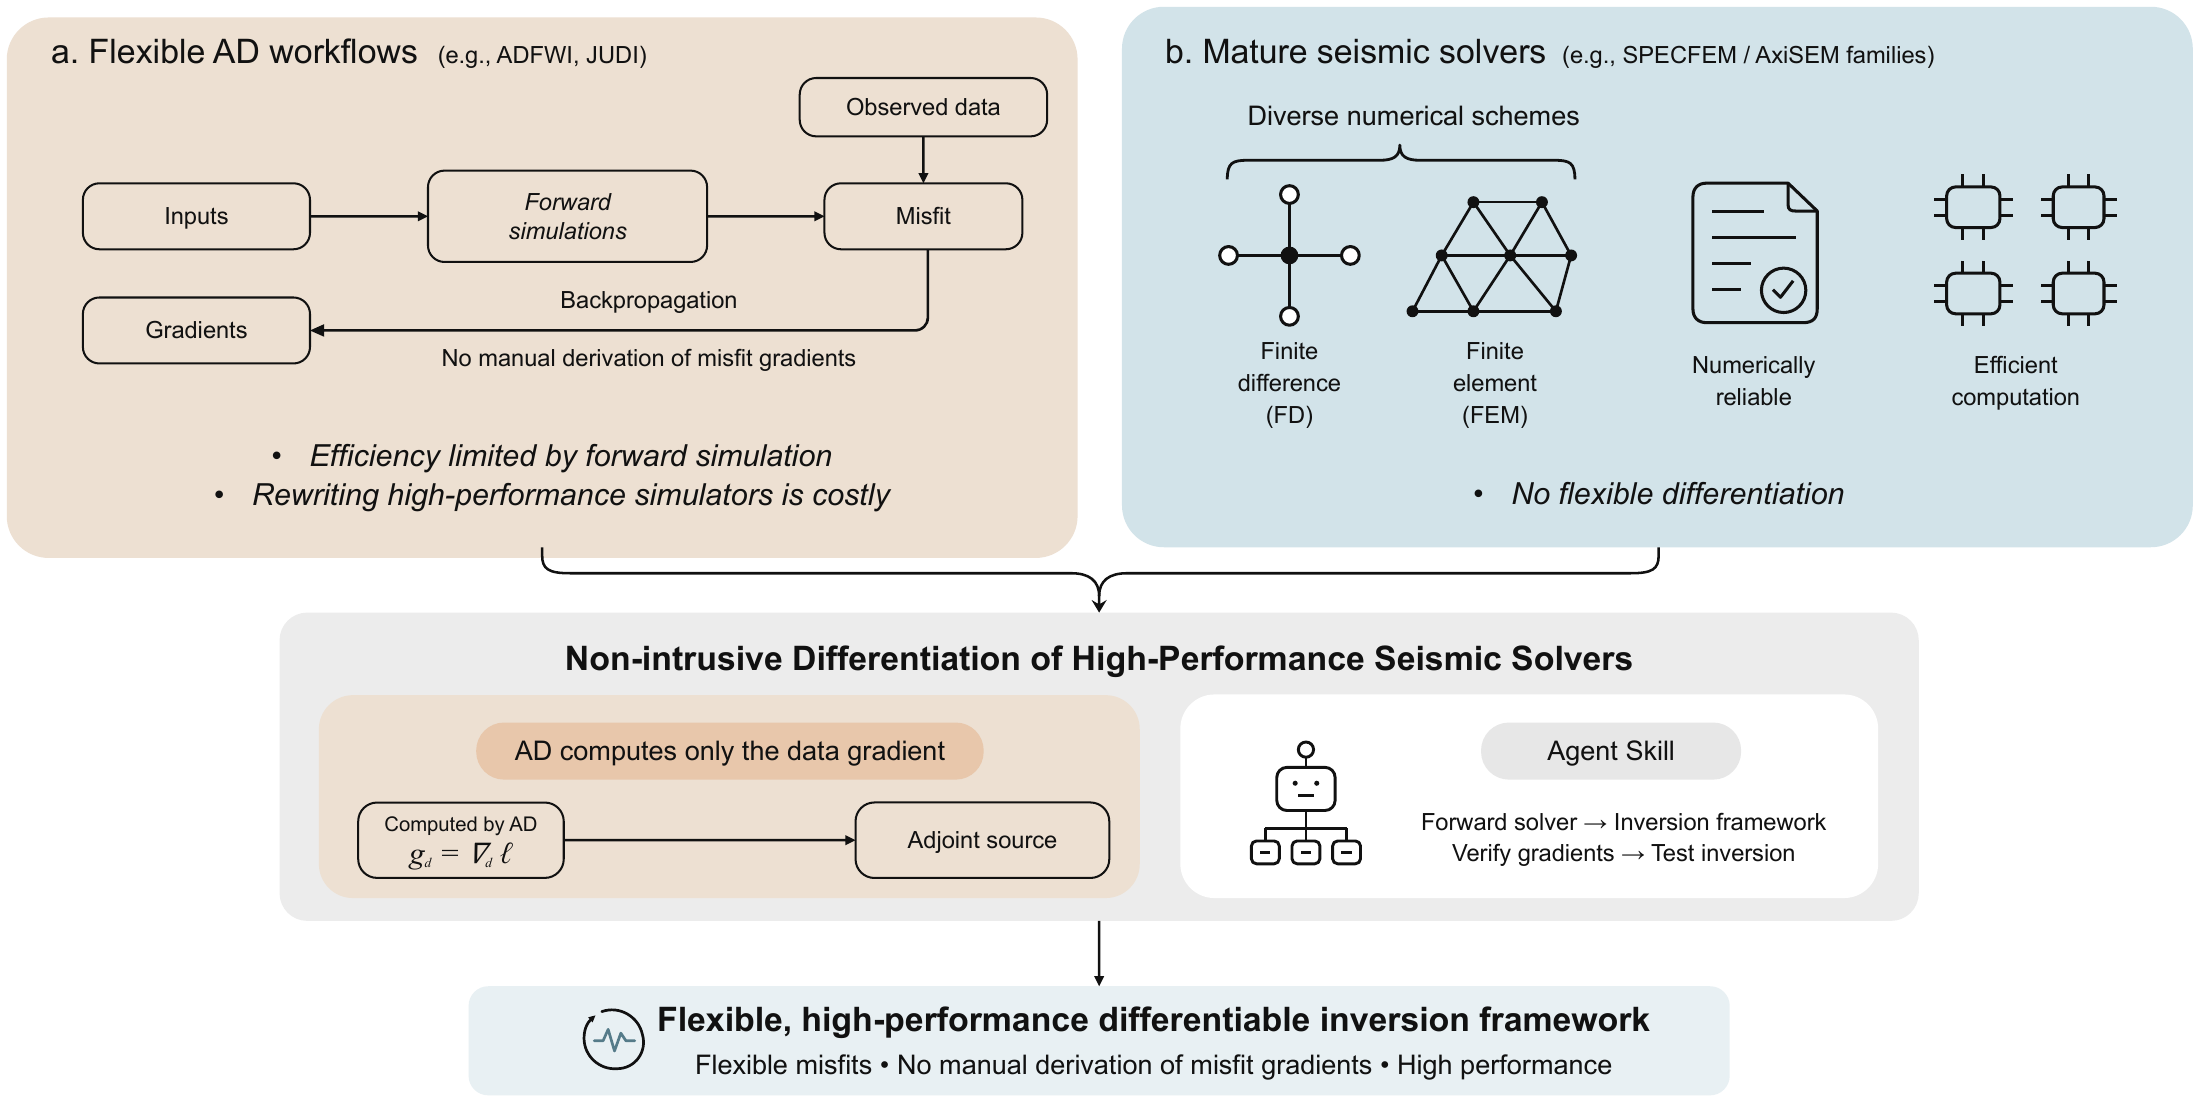 a. Flexible AD workflows (e.g., ADFWI, JUDI)
Observed data
Inputs
Forward
simulations
Misfit
Backpropagation
Gradients
No manual derivation of misfit gradients
• Efficiency limited by forward simulation
• Rewriting high-performance simulators is costly
b. Mature seismic solvers (e.g., SPECFEM / AxiSEM families)
Diverse numerical schemes
Finite
difference
(FD)
Finite
element
(FEM)
Numerically
reliable
Efficient
computation
• No flexible differentiation
Non-intrusive Differentiation of High-Performance Seismic Solvers
AD computes only the data gradient
Computed by AD
g_d = ∇_d ℓ
Adjoint source
Agent Skill
Forward solver → Inversion framework
Verify gradients → Test inversion
Flexible, high-performance differentiable inversion framework
Flexible misfits • No manual derivation of misfit gradients • High performance